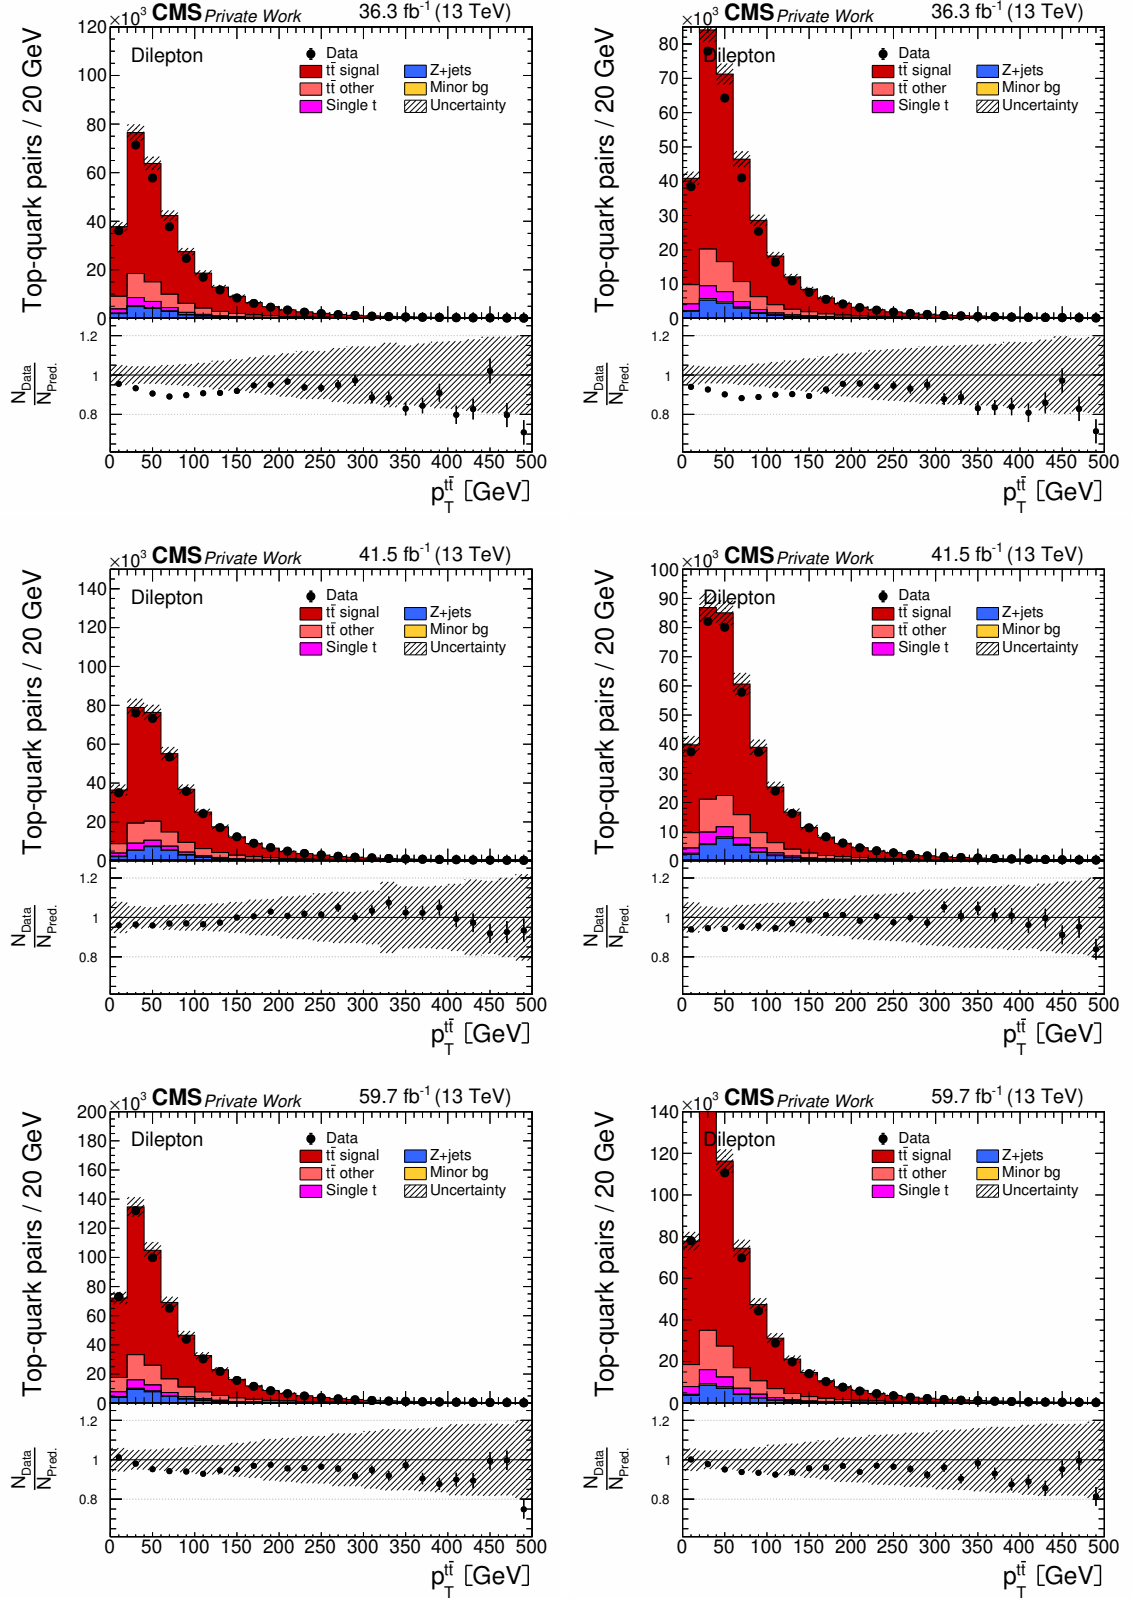 ×10³ CMS Private Work 36.3 fb⁻¹ (13 TeV)
Top-quark pairs / 20 GeV
120
100
80
60
40
20
0
Dilepton
Data
tt̄ signal
tt̄ other
Single t
Z+jets
Minor bg
Uncertainty
N_Data
N_Pred.
1.2
1
0.8
0 50 100 150 200 250 300 350 400 450 500
p_T^tt̄ [GeV]
×10³ CMS Private Work 36.3 fb⁻¹ (13 TeV)
Top-quark pairs / 20 GeV
80
70
60
50
40
30
20
10
0
Dilepton
Data
tt̄ signal
tt̄ other
Single t
Z+jets
Minor bg
Uncertainty
N_Data
N_Pred.
1.2
1
0.8
0 50 100 150 200 250 300 350 400 450 500
p_T^tt̄ [GeV]
×10³ CMS Private Work 41.5 fb⁻¹ (13 TeV)
Top-quark pairs / 20 GeV
140
120
100
80
60
40
20
0
Dilepton
Data
tt̄ signal
tt̄ other
Single t
Z+jets
Minor bg
Uncertainty
N_Data
N_Pred.
1.2
1
0.8
0 50 100 150 200 250 300 350 400 450 500
p_T^tt̄ [GeV]
×10³ CMS Private Work 41.5 fb⁻¹ (13 TeV)
Top-quark pairs / 20 GeV
100
90
80
70
60
50
40
30
20
10
0
Dilepton
Data
tt̄ signal
tt̄ other
Single t
Z+jets
Minor bg
Uncertainty
N_Data
N_Pred.
1.2
1
0.8
0 50 100 150 200 250 300 350 400 450 500
p_T^tt̄ [GeV]
×10³ CMS Private Work 59.7 fb⁻¹ (13 TeV)
Top-quark pairs / 20 GeV
200
180
160
140
120
100
80
60
40
20
0
Dilepton
Data
tt̄ signal
tt̄ other
Single t
Z+jets
Minor bg
Uncertainty
N_Data
N_Pred.
1.2
1
0.8
0 50 100 150 200 250 300 350 400 450 500
p_T^tt̄ [GeV]
×10³ CMS Private Work 59.7 fb⁻¹ (13 TeV)
Top-quark pairs / 20 GeV
140
120
100
80
60
40
20
0
Dilepton
Data
tt̄ signal
tt̄ other
Single t
Z+jets
Minor bg
Uncertainty
N_Data
N_Pred.
1.2
1
0.8
0 50 100 150 200 250 300 350 400 450 500
p_T^tt̄ [GeV]